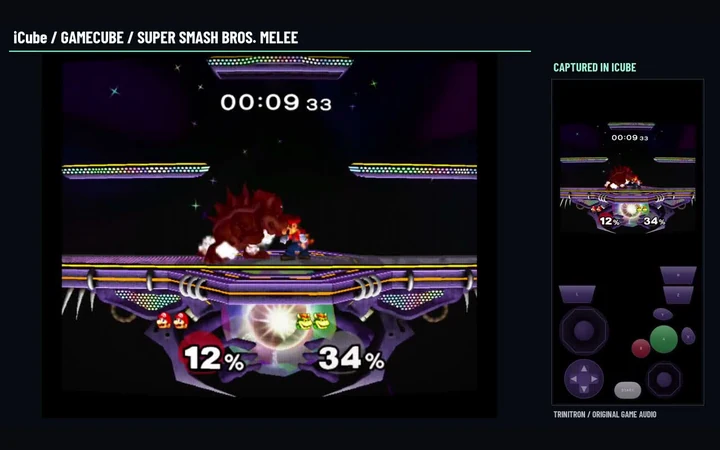 iCube / GAMECUBE / SUPER SMASH BROS. MELEE
CAPTURED IN ICUBE
00:09 33
12%
34%
00:09 33
12%
34%
TRINITRON / ORIGINAL GAME AUDIO